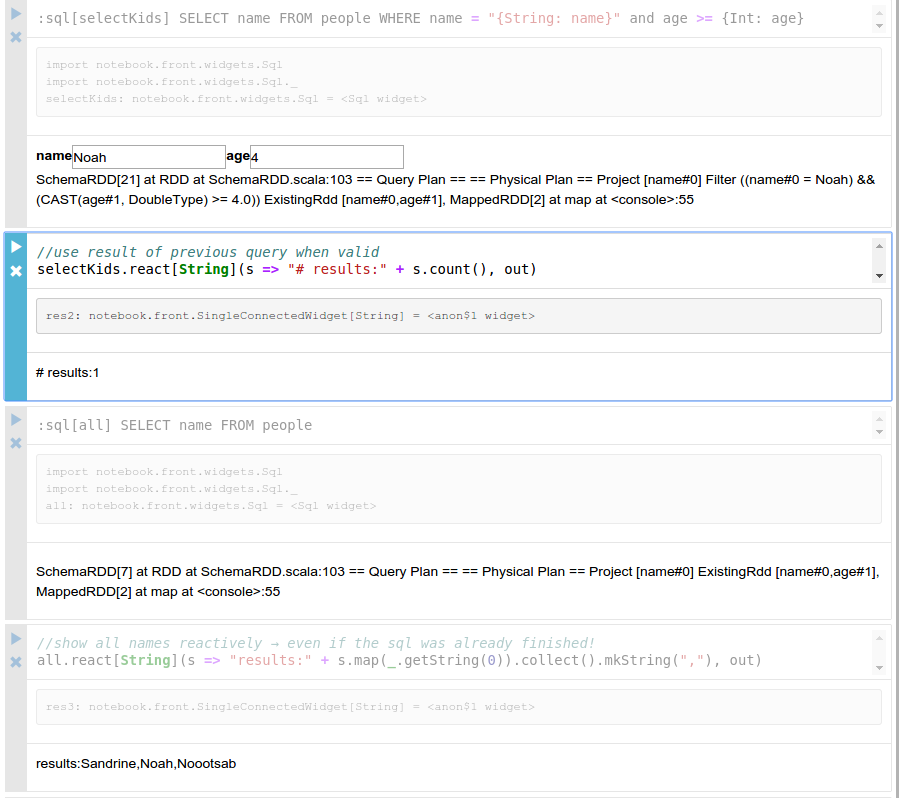 :sql[selectKids] SELECT name FROM people WHERE name = "{String: name}" and age >= {Int: age}
import notebook.front.widgets.Sql
import notebook.front.widgets.Sql._
selectKids: notebook.front.widgets.Sql = <Sql widget>
name Noah age 4
SchemaRDD[21] at RDD at SchemaRDD.scala:103 == Query Plan == == Physical Plan == Project [name#0] Filter ((name#0 = Noah) &&
(CAST(age#1, DoubleType) >= 4.0)) ExistingRdd [name#0,age#1], MappedRDD[2] at map at <console>:55
//use result of previous query when valid
selectKids.react[String](s => "# results:" + s.count(), out)
res2: notebook.front.SingleConnectedWidget[String] = <anon$1 widget>
# results:1
:sql[all] SELECT name FROM people
import notebook.front.widgets.Sql
import notebook.front.widgets.Sql._
all: notebook.front.widgets.Sql = <Sql widget>
SchemaRDD[7] at RDD at SchemaRDD.scala:103 == Query Plan == == Physical Plan == Project [name#0] ExistingRdd [name#0,age#1],
MappedRDD[2] at map at <console>:55
//show all names reactively → even if the sql was already finished!
all.react[String](s => "results:" + s.map(_.getString(0)).collect().mkString(","), out)
res3: notebook.front.SingleConnectedWidget[String] = <anon$1 widget>
results:Sandrine,Noah,Noootsab